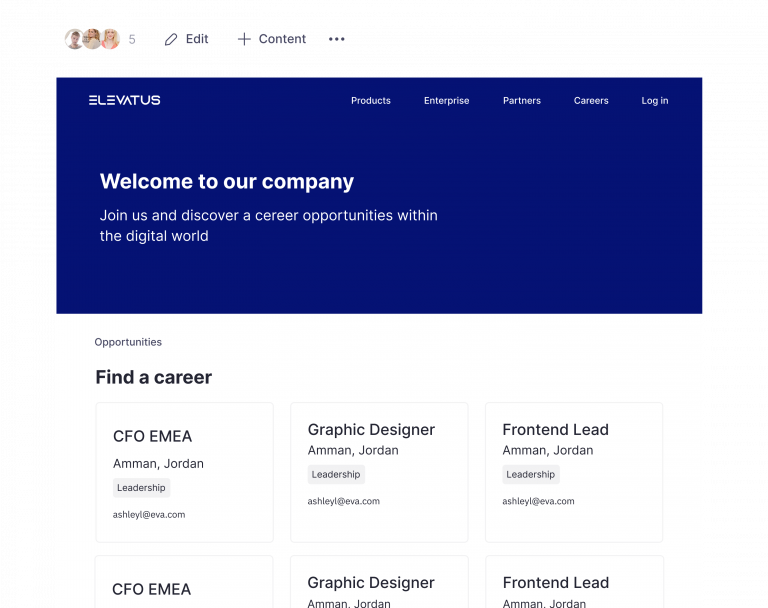 5 Edit Content
ELEVATUS Products Enterprise Partners Careers Log in
Welcome to our company
Join us and discover a cereer opportunities within
the digital world
Opportunities
Find a career
CFO EMEA
Amman, Jordan
Leadership
ashleyl@eva.com
Graphic Designer
Amman, Jordan
Leadership
ashleyl@eva.com
Frontend Lead
Amman, Jordan
Leadership
ashleyl@eva.com
CFO EMEA
Graphic Designer
Amman, Jordan
Frontend Lead
Amman, Jordan